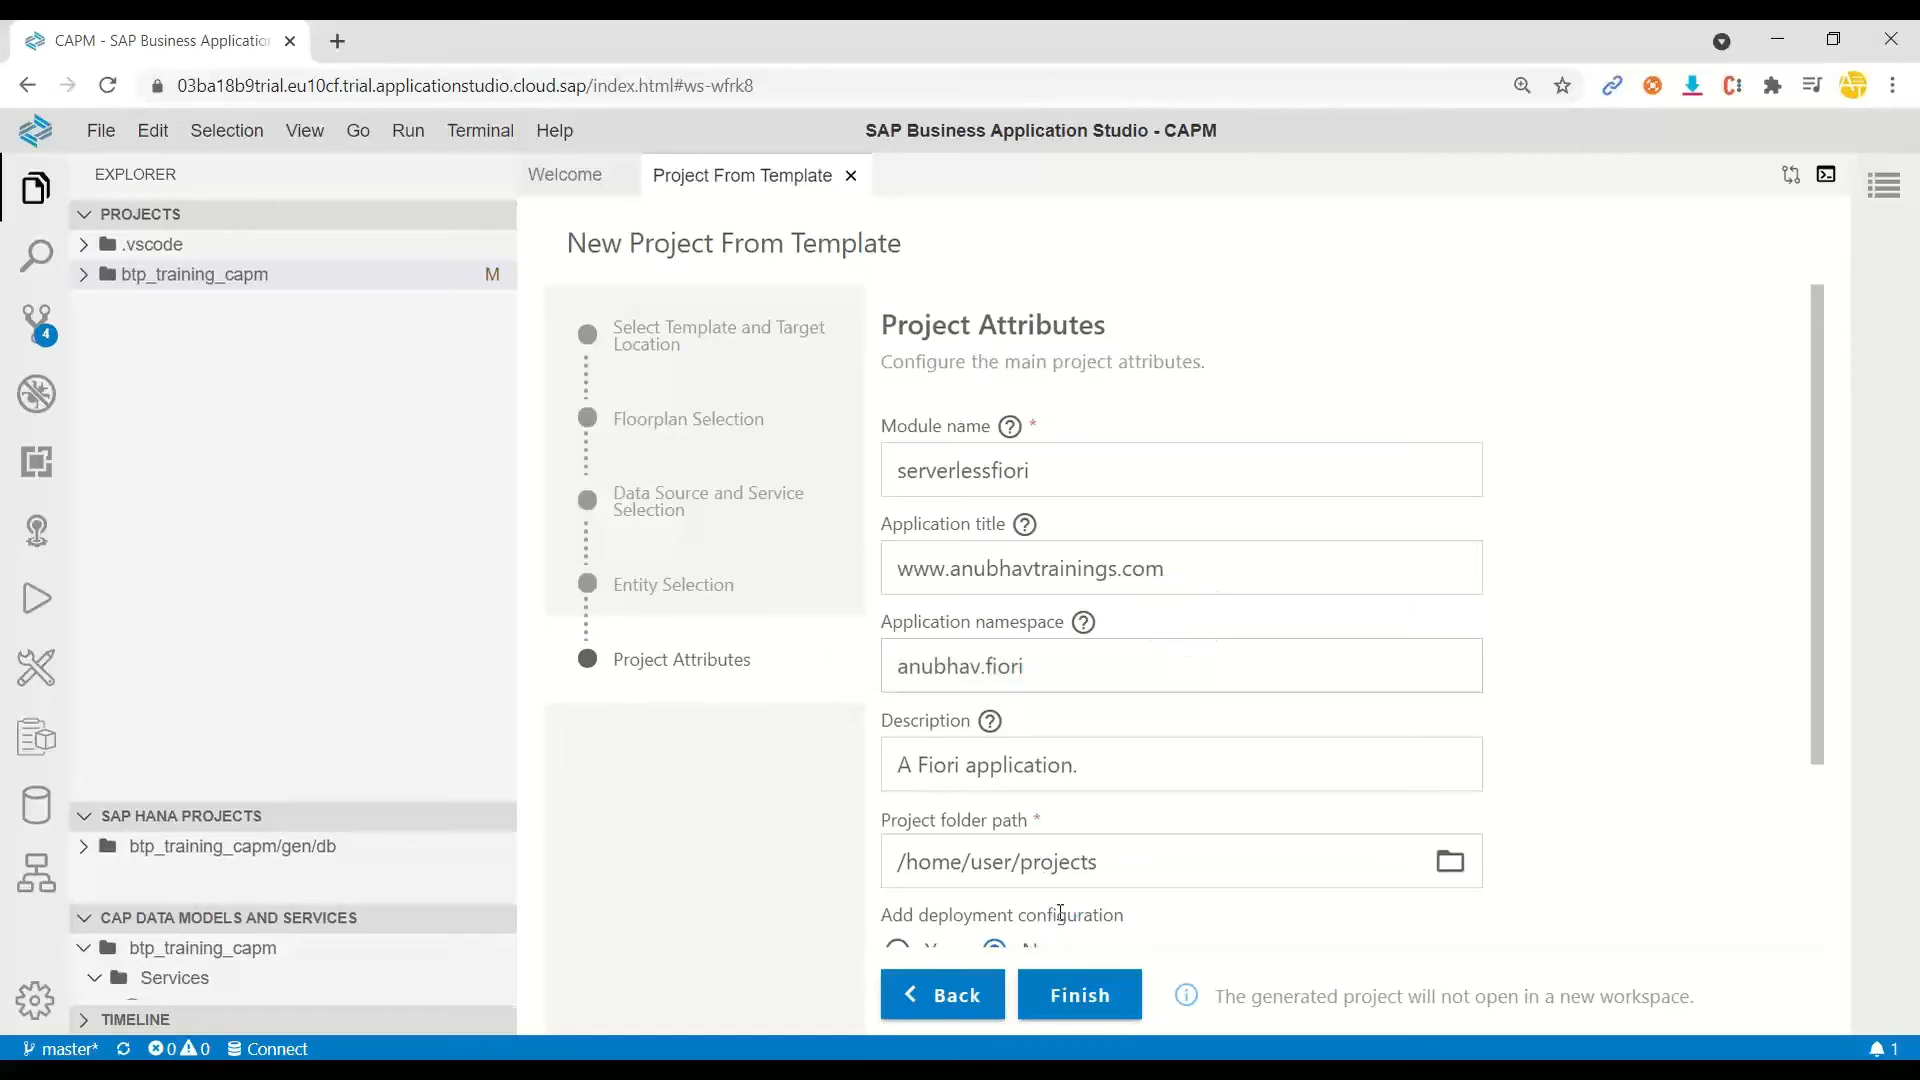 CAPM - SAP Business Applicatio
03ba18b9trial.eu10cf.trial.applicationstudio.cloud.sap/index.html#ws-wfrk8
File Edit Selection View Go Run Terminal Help
SAP Business Application Studio - CAPM
EXPLORER
Welcome
Project From Template
PROJECTS
.vscode
btp_training_capm M
4
New Project From Template
Select Template and Target
Location
Floorplan Selection
Data Source and Service
Selection
Entity Selection
Project Attributes
Project Attributes
Configure the main project attributes.
Module name *
serverlessfiori
Application title
www.anubhavtrainings.com
Application namespace
anubhav.fiori
Description
A Fiori application.
Project folder path *
/home/user/projects
Add deployment configuration
Back
Finish
The generated project will not open in a new workspace.
SAP HANA PROJECTS
btp_training_capm/gen/db
CAP DATA MODELS AND SERVICES
btp_training_capm
Services
TIMELINE
master* 0 0 Connect 1